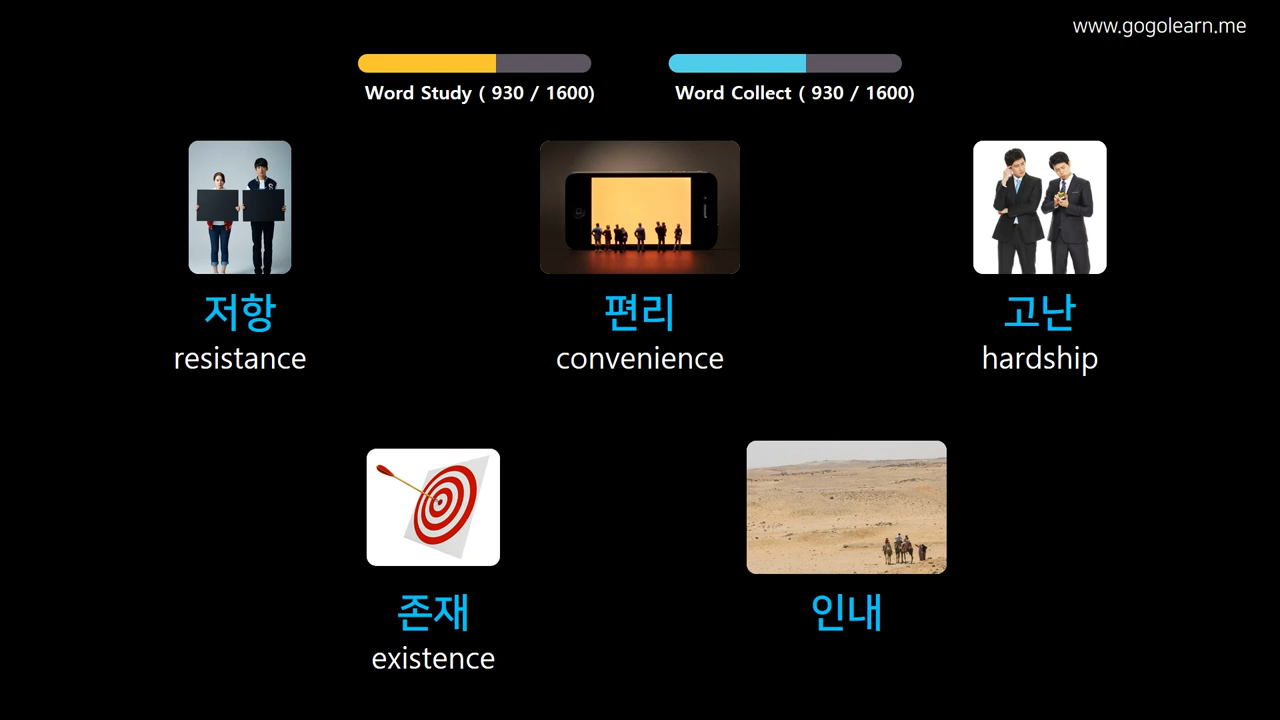 www.gogolearn.me
Word Study ( 930 / 1600)
Word Collect ( 930 / 1600)
저항
resistance
편리
convenience
고난
hardship
존재
existence
인내